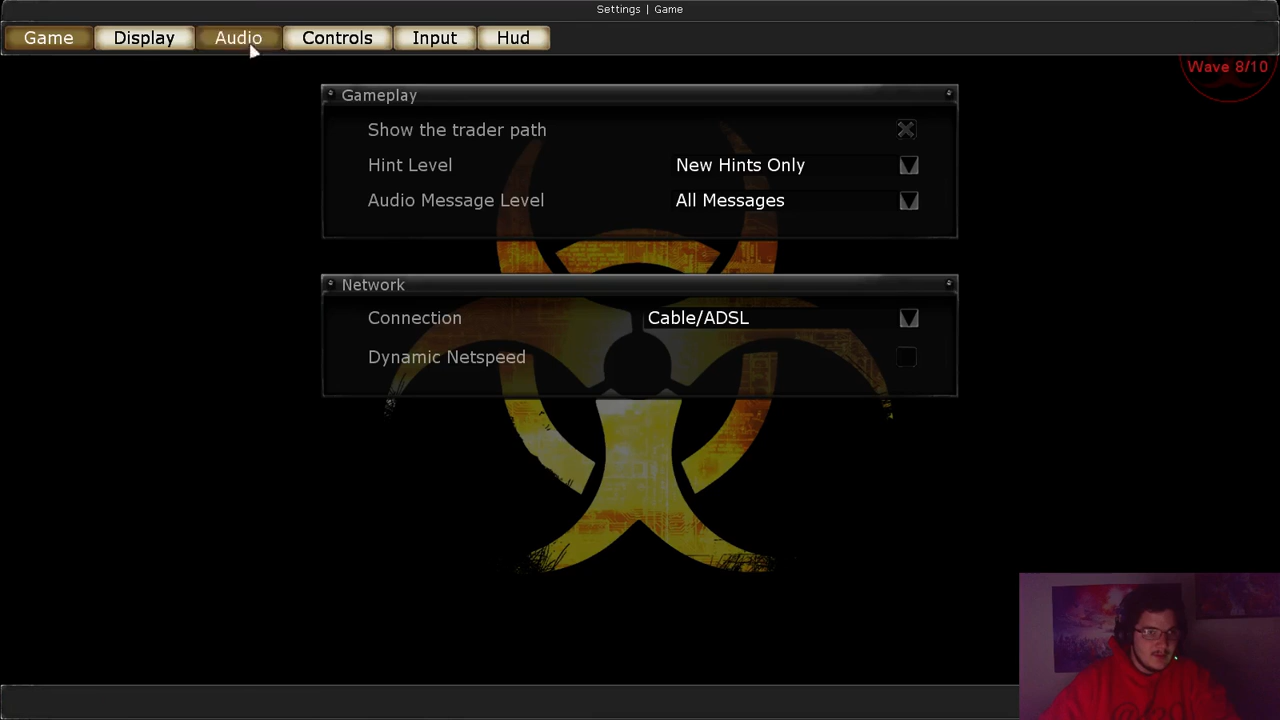 Settings | Game
Game Display Audio Controls Input Hud
Wave 8/10
Gameplay
Show the trader path
Hint Level New Hints Only
Audio Message Level All Messages
Network
Connection Cable/ADSL
Dynamic Netspeed